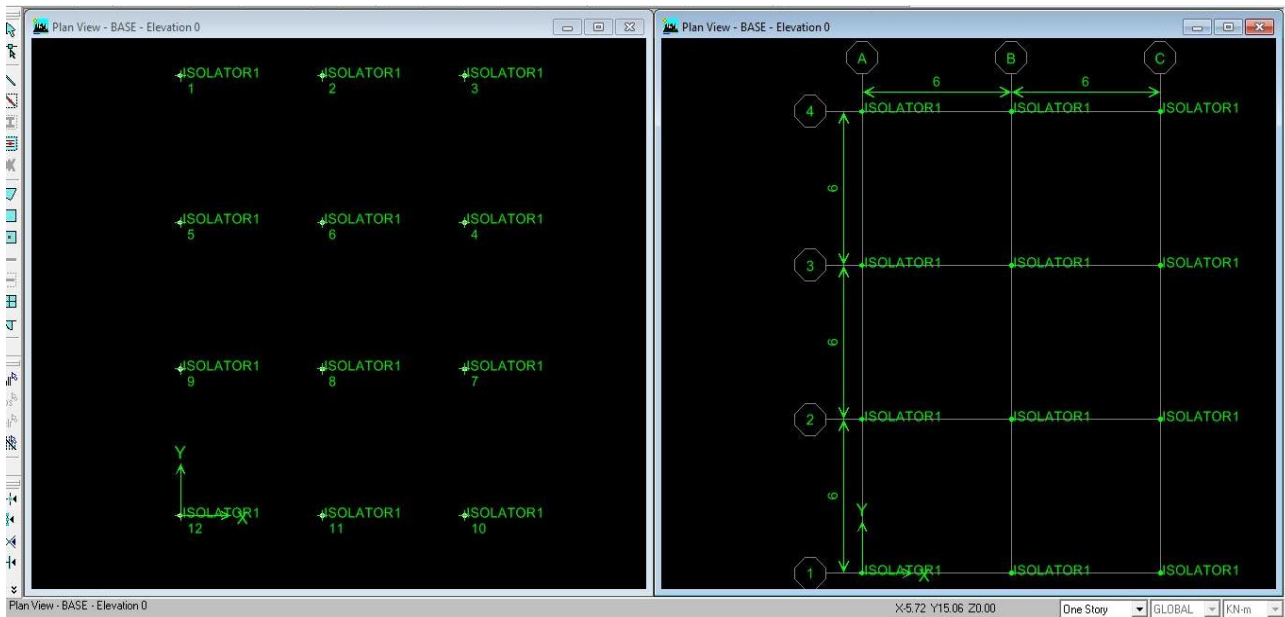 Plan View - BASE - Elevation 0
ISOLATOR1 ISOLATOR1 ISOLATOR1
1 2 3
ISOLATOR1 ISOLATOR1 ISOLATOR1
5 6 4
ISOLATOR1 ISOLATOR1 ISOLATOR1
9 8 7
Y
ISOLATOR1 X ISOLATOR1 ISOLATOR1
12 11 10
Plan View - BASE - Elevation 0
A B C
6 6
4 ISOLATOR1 ISOLATOR1 ISOLATOR1
6
3 ISOLATOR1 ISOLATOR1 ISOLATOR1
6
2 ISOLATOR1 ISOLATOR1 ISOLATOR1
6
Y
1 ISOLATOR1 X ISOLATOR1 ISOLATOR1
Plan View - BASE - Elevation 0 X-5.72 Y15.06 Z0.00 One Story GLOBAL KN-m